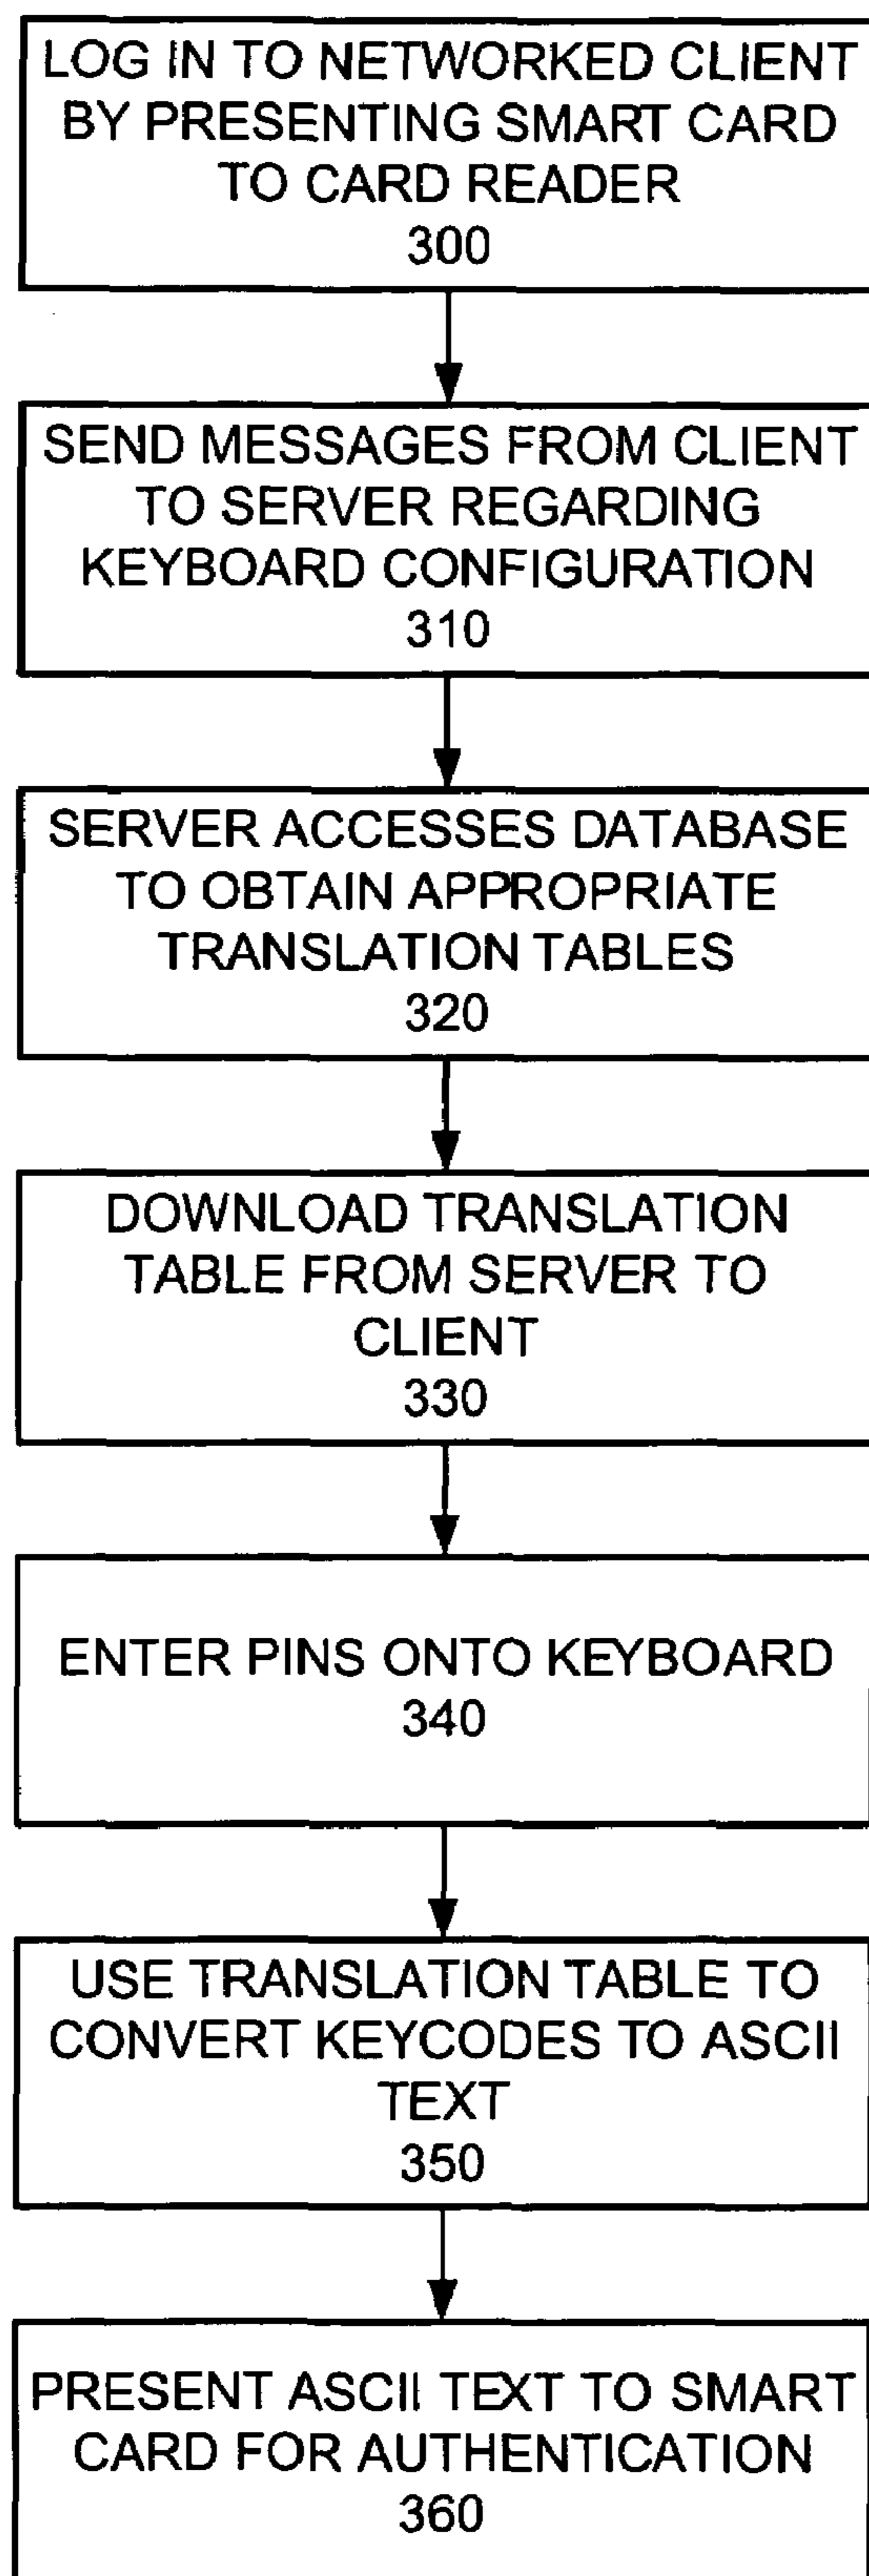 LOG IN TO NETWORKED CLIENT
BY PRESENTING SMART CARD
TO CARD READER
300
SEND MESSAGES FROM CLIENT
TO SERVER REGARDING
KEYBOARD CONFIGURATION
310
SERVER ACCESSES DATABASE
TO OBTAIN APPROPRIATE
TRANSLATION TABLES
320
DOWNLOAD TRANSLATION
TABLE FROM SERVER TO
CLIENT
330
ENTER PINS ONTO KEYBOARD
340
USE TRANSLATION TABLE TO
CONVERT KEYCODES TO ASCII
TEXT
350
PRESENT ASCII TEXT TO SMART
CARD FOR AUTHENTICATION
360